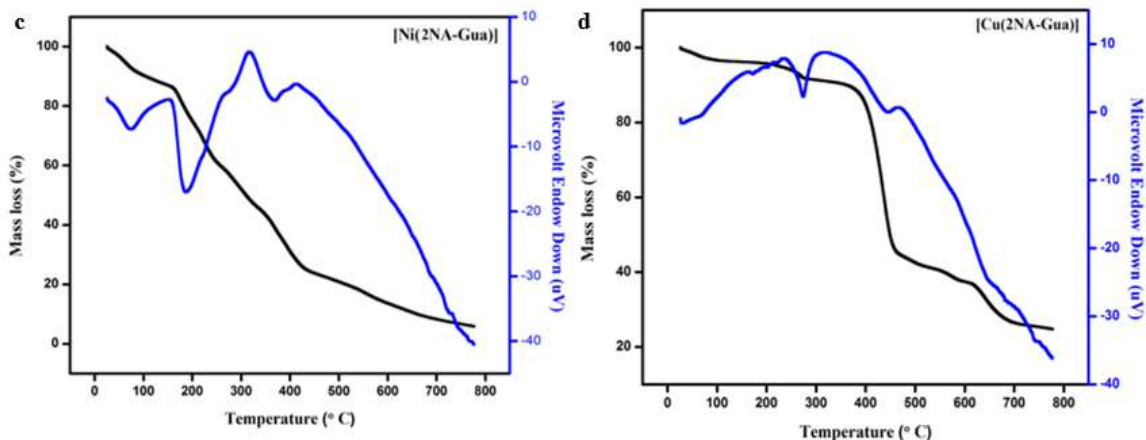 c
[Ni(2NA-Gua)]
Mass loss (%)
100
80
60
40
20
0
10
0
-10
-20
-30
-40
Microvolt Endow Down (uV)
0 100 200 300 400 500 600 700 800
Temperature (° C)
d
[Cu(2NA-Gua)]
Mass loss (%)
100
80
60
40
20
10
0
-10
-20
-30
-40
Microvolt Endow Down (uV)
0 100 200 300 400 500 600 700 800
Temperature (° C)